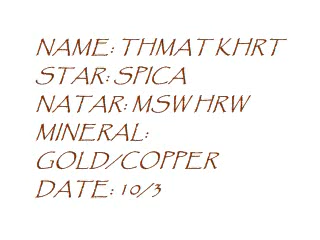 NAME: THMAT KHRT
STAR: SPICA
NATAR: MSW HRW
MINERAL:
GOLD/COPPER
DATE: 10/3